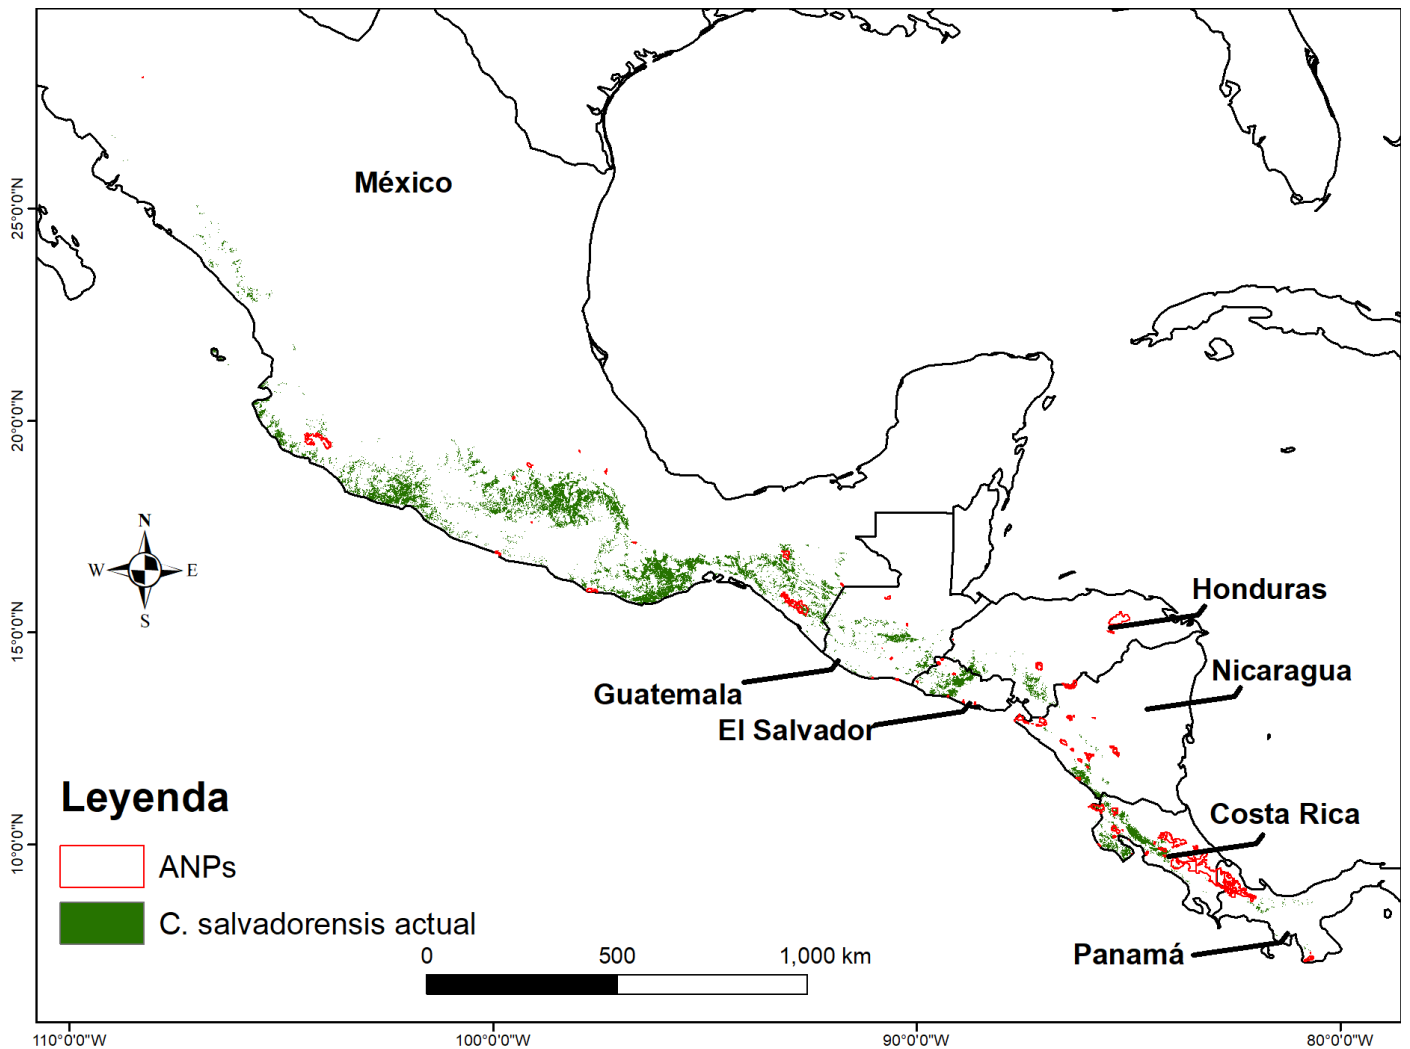 México
25°0'0"N
20°0'0"N
15°0'0"N
10°0'0"N
N
W
E
S
Honduras
Nicaragua
Guatemala
El Salvador
Costa Rica
Panamá
Leyenda
ANPs
C. salvadorensis actual
0 500 1,000 km
110°0'0"W 100°0'0"W 90°0'0"W 80°0'0"W